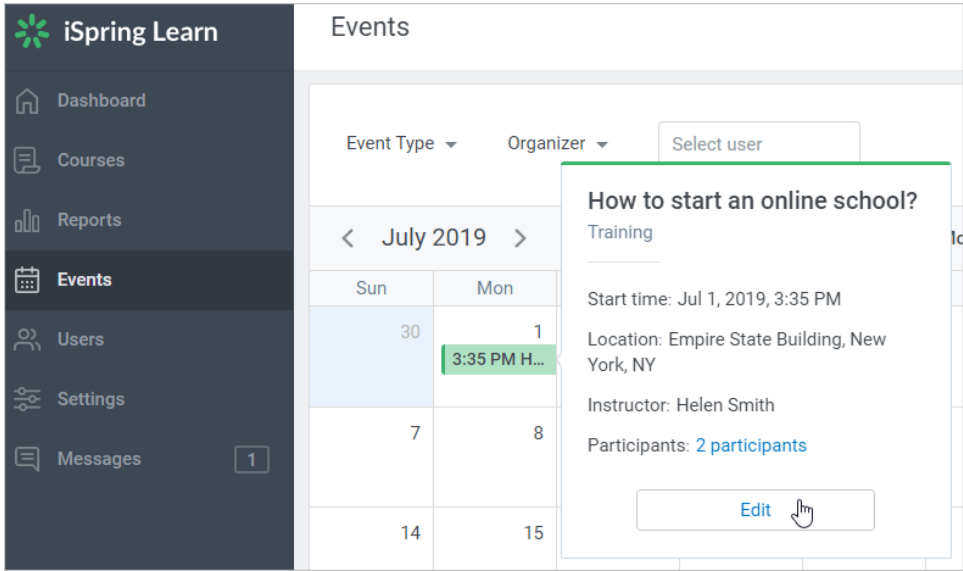 iSpring Learn
Dashboard
Courses
Reports
Events
Users
Settings
Messages 1
Events
Event Type Organizer Select user
July 2019
Sun Mon
30 1
3:35 PM H...
7 8
14 15
How to start an online school?
Training
Start time: Jul 1, 2019, 3:35 PM
Location: Empire State Building, New
York, NY
Instructor: Helen Smith
Participants: 2 participants
Edit